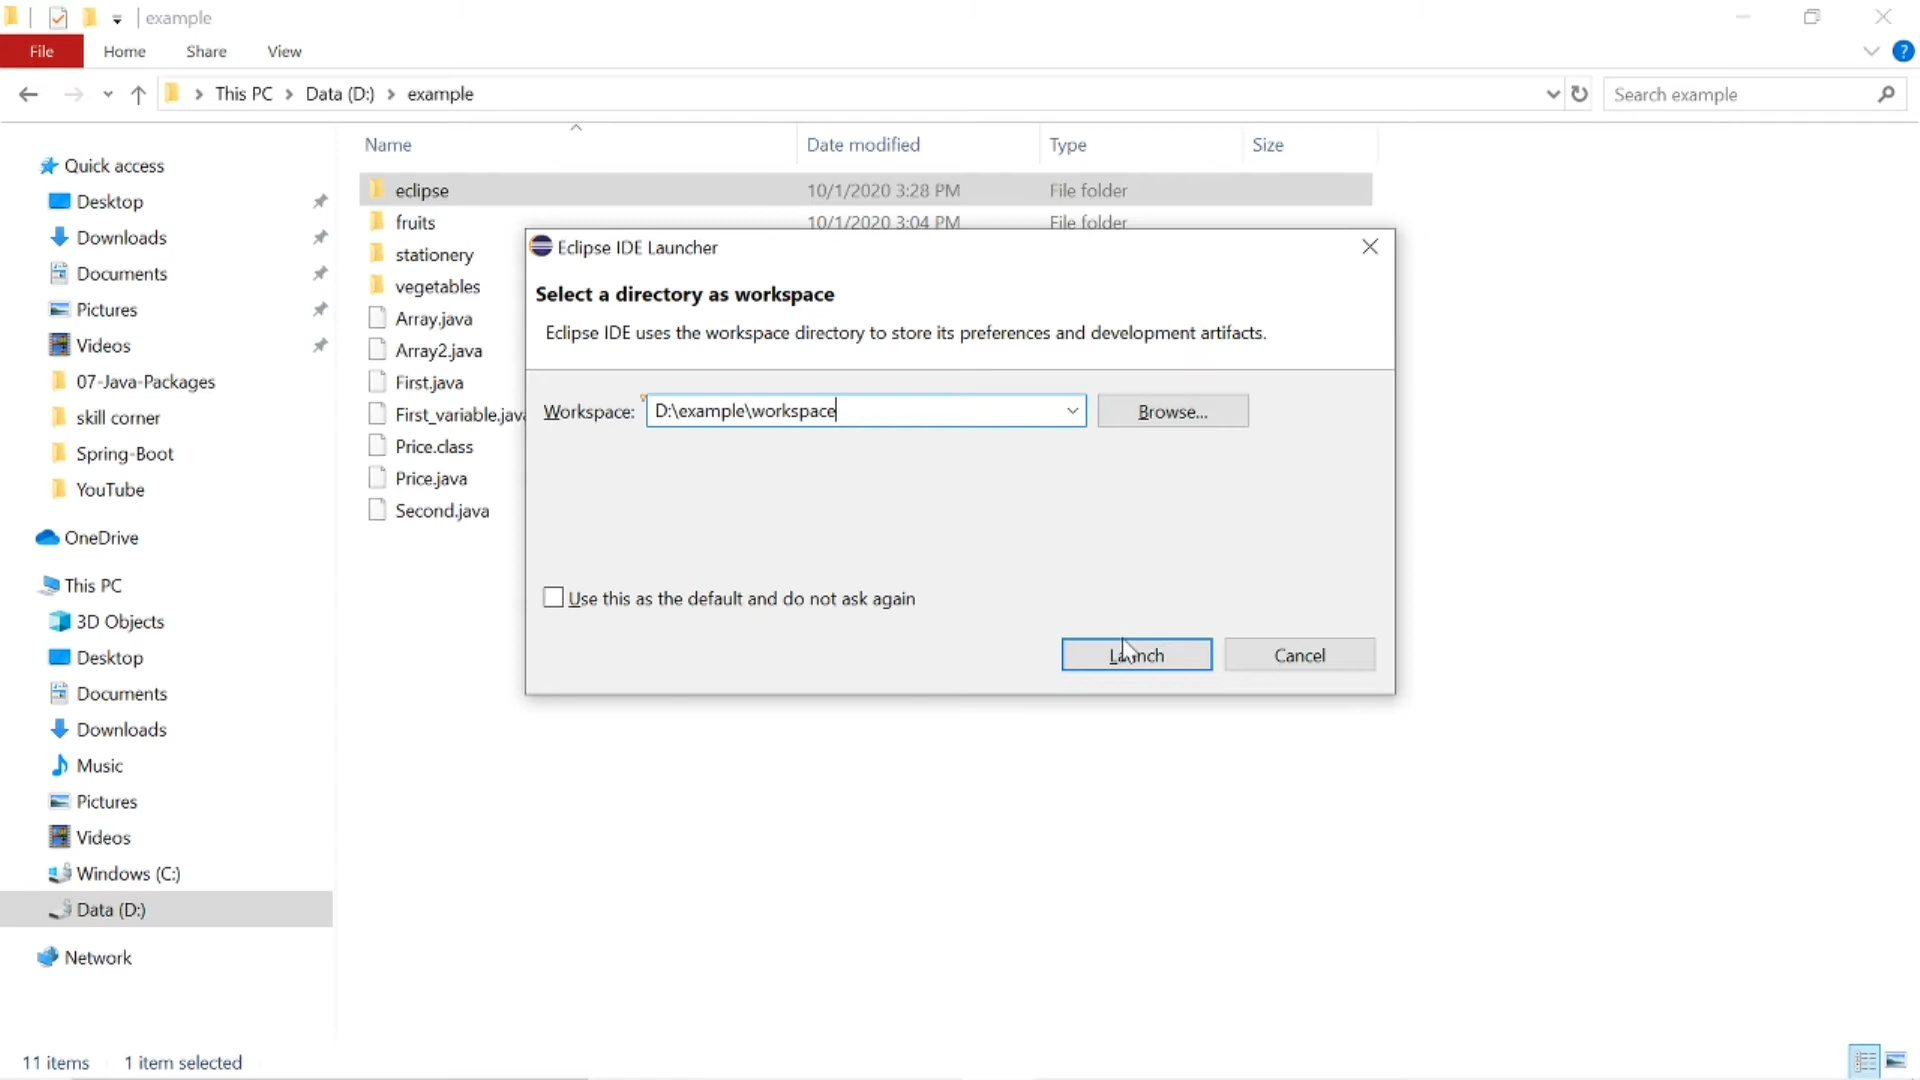 example
File Home Share View
This PC Data (D:) example Search example
Name Date modified Type Size
Quick access
Desktop
Downloads
Documents
Pictures
Videos
07-Java-Packages
skill corner
Spring-Boot
YouTube
OneDrive
This PC
3D Objects
Desktop
Documents
Downloads
Music
Pictures
Videos
Windows (C:)
Data (D:)
Network
eclipse 10/1/2020 3:28 PM File folder
fruits 10/1/2020 3:04 PM File folder
stationery
vegetables
Array.java
Array2.java
First.java
First_variable.java
Price.class
Price.java
Second.java
Eclipse IDE Launcher
Select a directory as workspace
Eclipse IDE uses the workspace directory to store its preferences and development artifacts.
Workspace: D:\example\workspace Browse...
Use this as the default and do not ask again
Launch Cancel
11 items 1 item selected